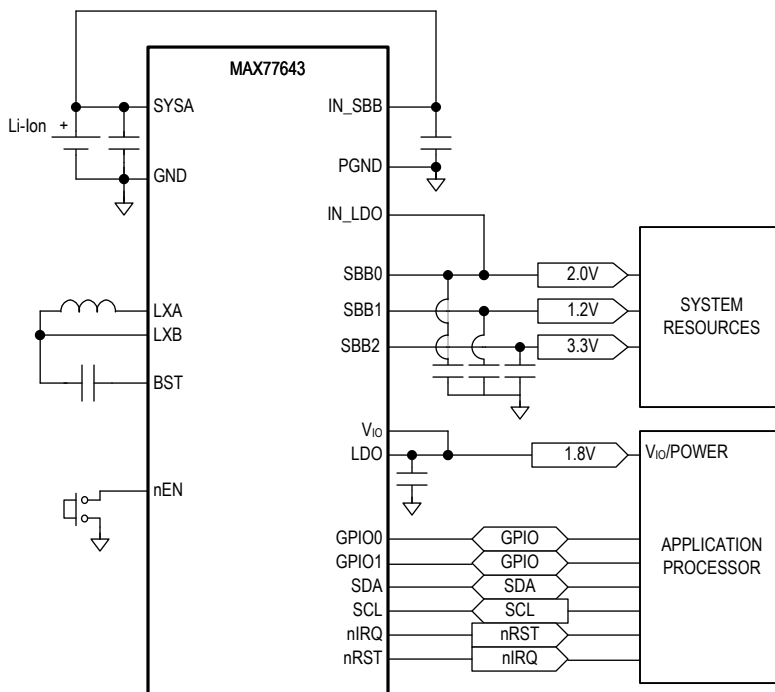 MAX77643
SYSA
IN_SBB
Li-Ion +
PGND
GND
IN_LDO
SBB0
2.0V
LXA
SBB1
1.2V
SYSTEM
RESOURCES
LXB
SBB2
3.3V
BST
VIO
LDO
1.8V
VIO/POWER
nEN
GPIO0
GPIO
GPIO1
GPIO
APPLICATION
PROCESSOR
SDA
SDA
SCL
SCL
nIRQ
nRST
nRST
nIRQ